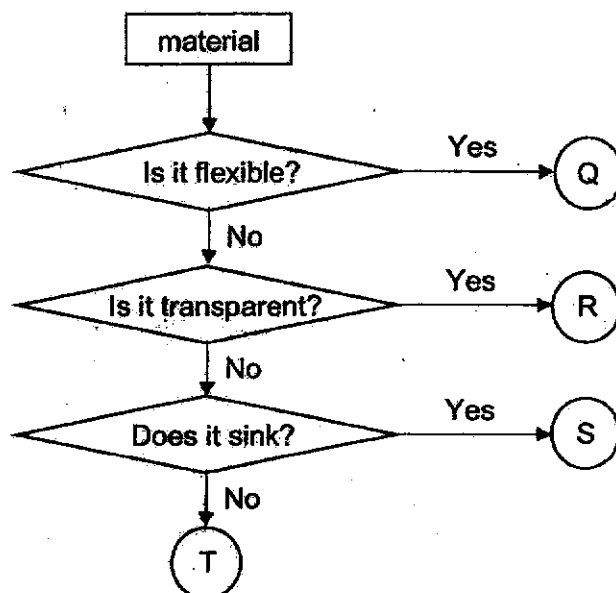 material
Is it flexible?
Yes
Q
No
Is it transparent?
Yes
R
No
Does it sink?
Yes
S
No
T